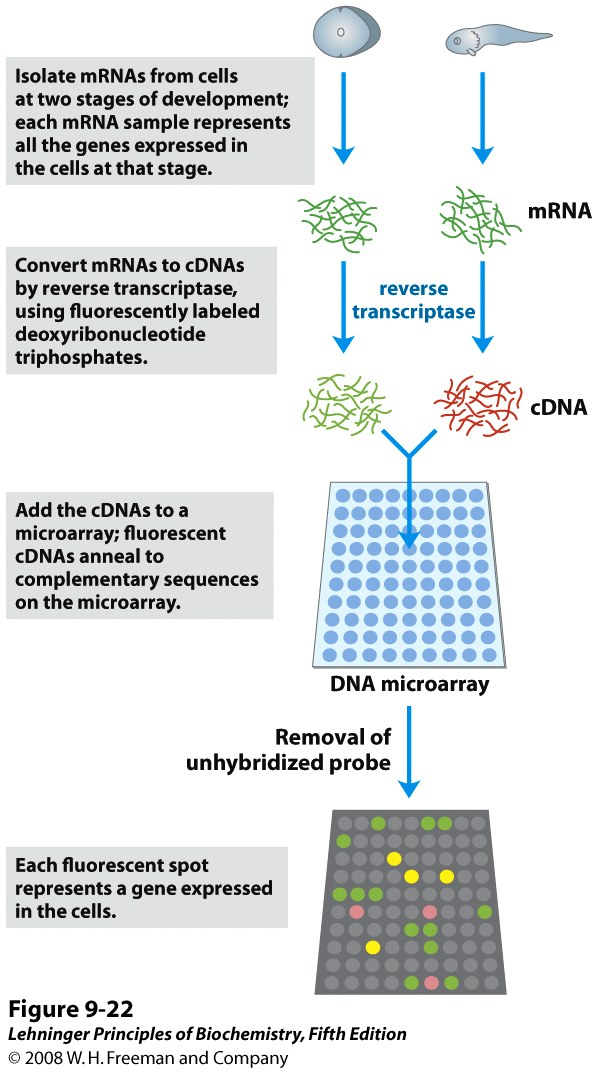 Isolate mRNAs from cells
at two stages of development;
each mRNA sample represents
all the genes expressed in
the cells at that stage.
mRNA
Convert mRNAs to cDNAs
by reverse transcriptase,
using fluorescently labeled
deoxyribonucleotide
triphosphates.
reverse
transcriptase
cDNA
Add the cDNAs to a
microarray; fluorescent
cDNAs anneal to
complementary sequences
on the microarray.
DNA microarray
Removal of
unhybridized probe
Each fluorescent spot
represents a gene expressed
in the cells.
Figure 9-22
Lehninger Principles of Biochemistry, Fifth Edition
© 2008 W. H. Freeman and Company